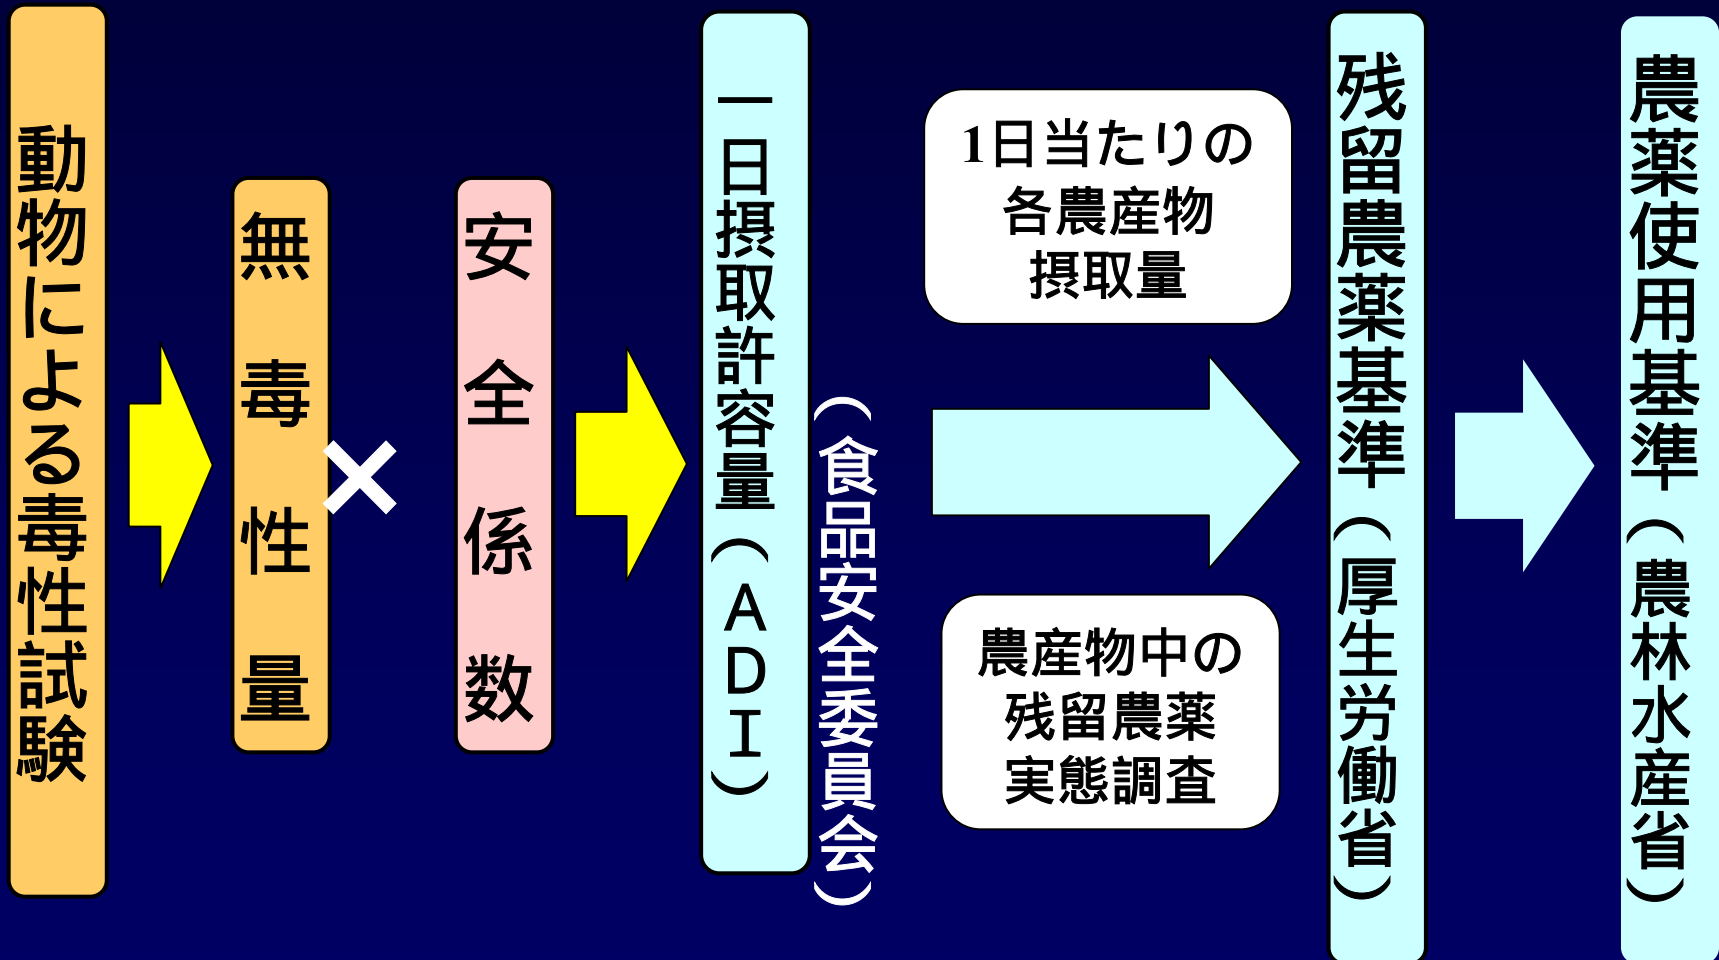 動物による毒性試験
無毒性量
×
安全係数
一日摂取許容量（ＡＤＩ）
（食品安全委員会）
1日当たりの
各農産物
摂取量
農産物中の
残留農薬
実態調査
残留農薬基準（厚生労働省）
農薬使用基準（農林水産省）